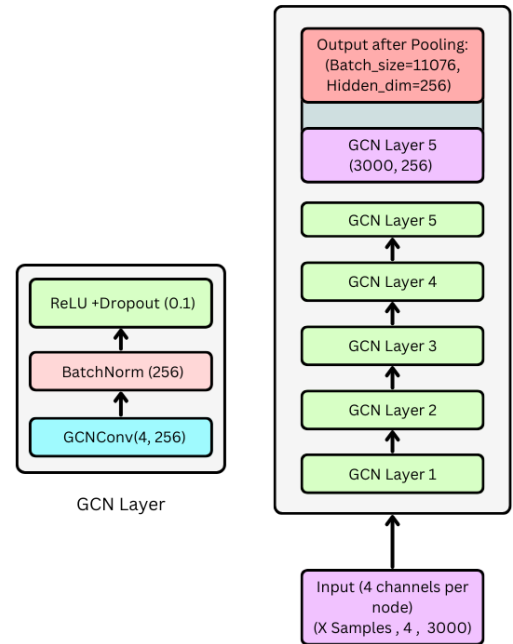 ReLU +Dropout (0.1)
BatchNorm (256)
GCNConv(4, 256)
GCN Layer
Output after Pooling:
(Batch_size=11076,
Hidden_dim=256)
GCN Layer 5
(3000, 256)
GCN Layer 5
GCN Layer 4
GCN Layer 3
GCN Layer 2
GCN Layer 1
Input (4 channels per
node)
(X Samples , 4 , 3000)